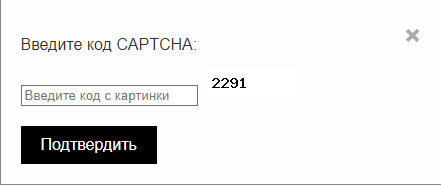 Введите код CAPTCHA:
2291
Введите код с картинки
Подтвердить